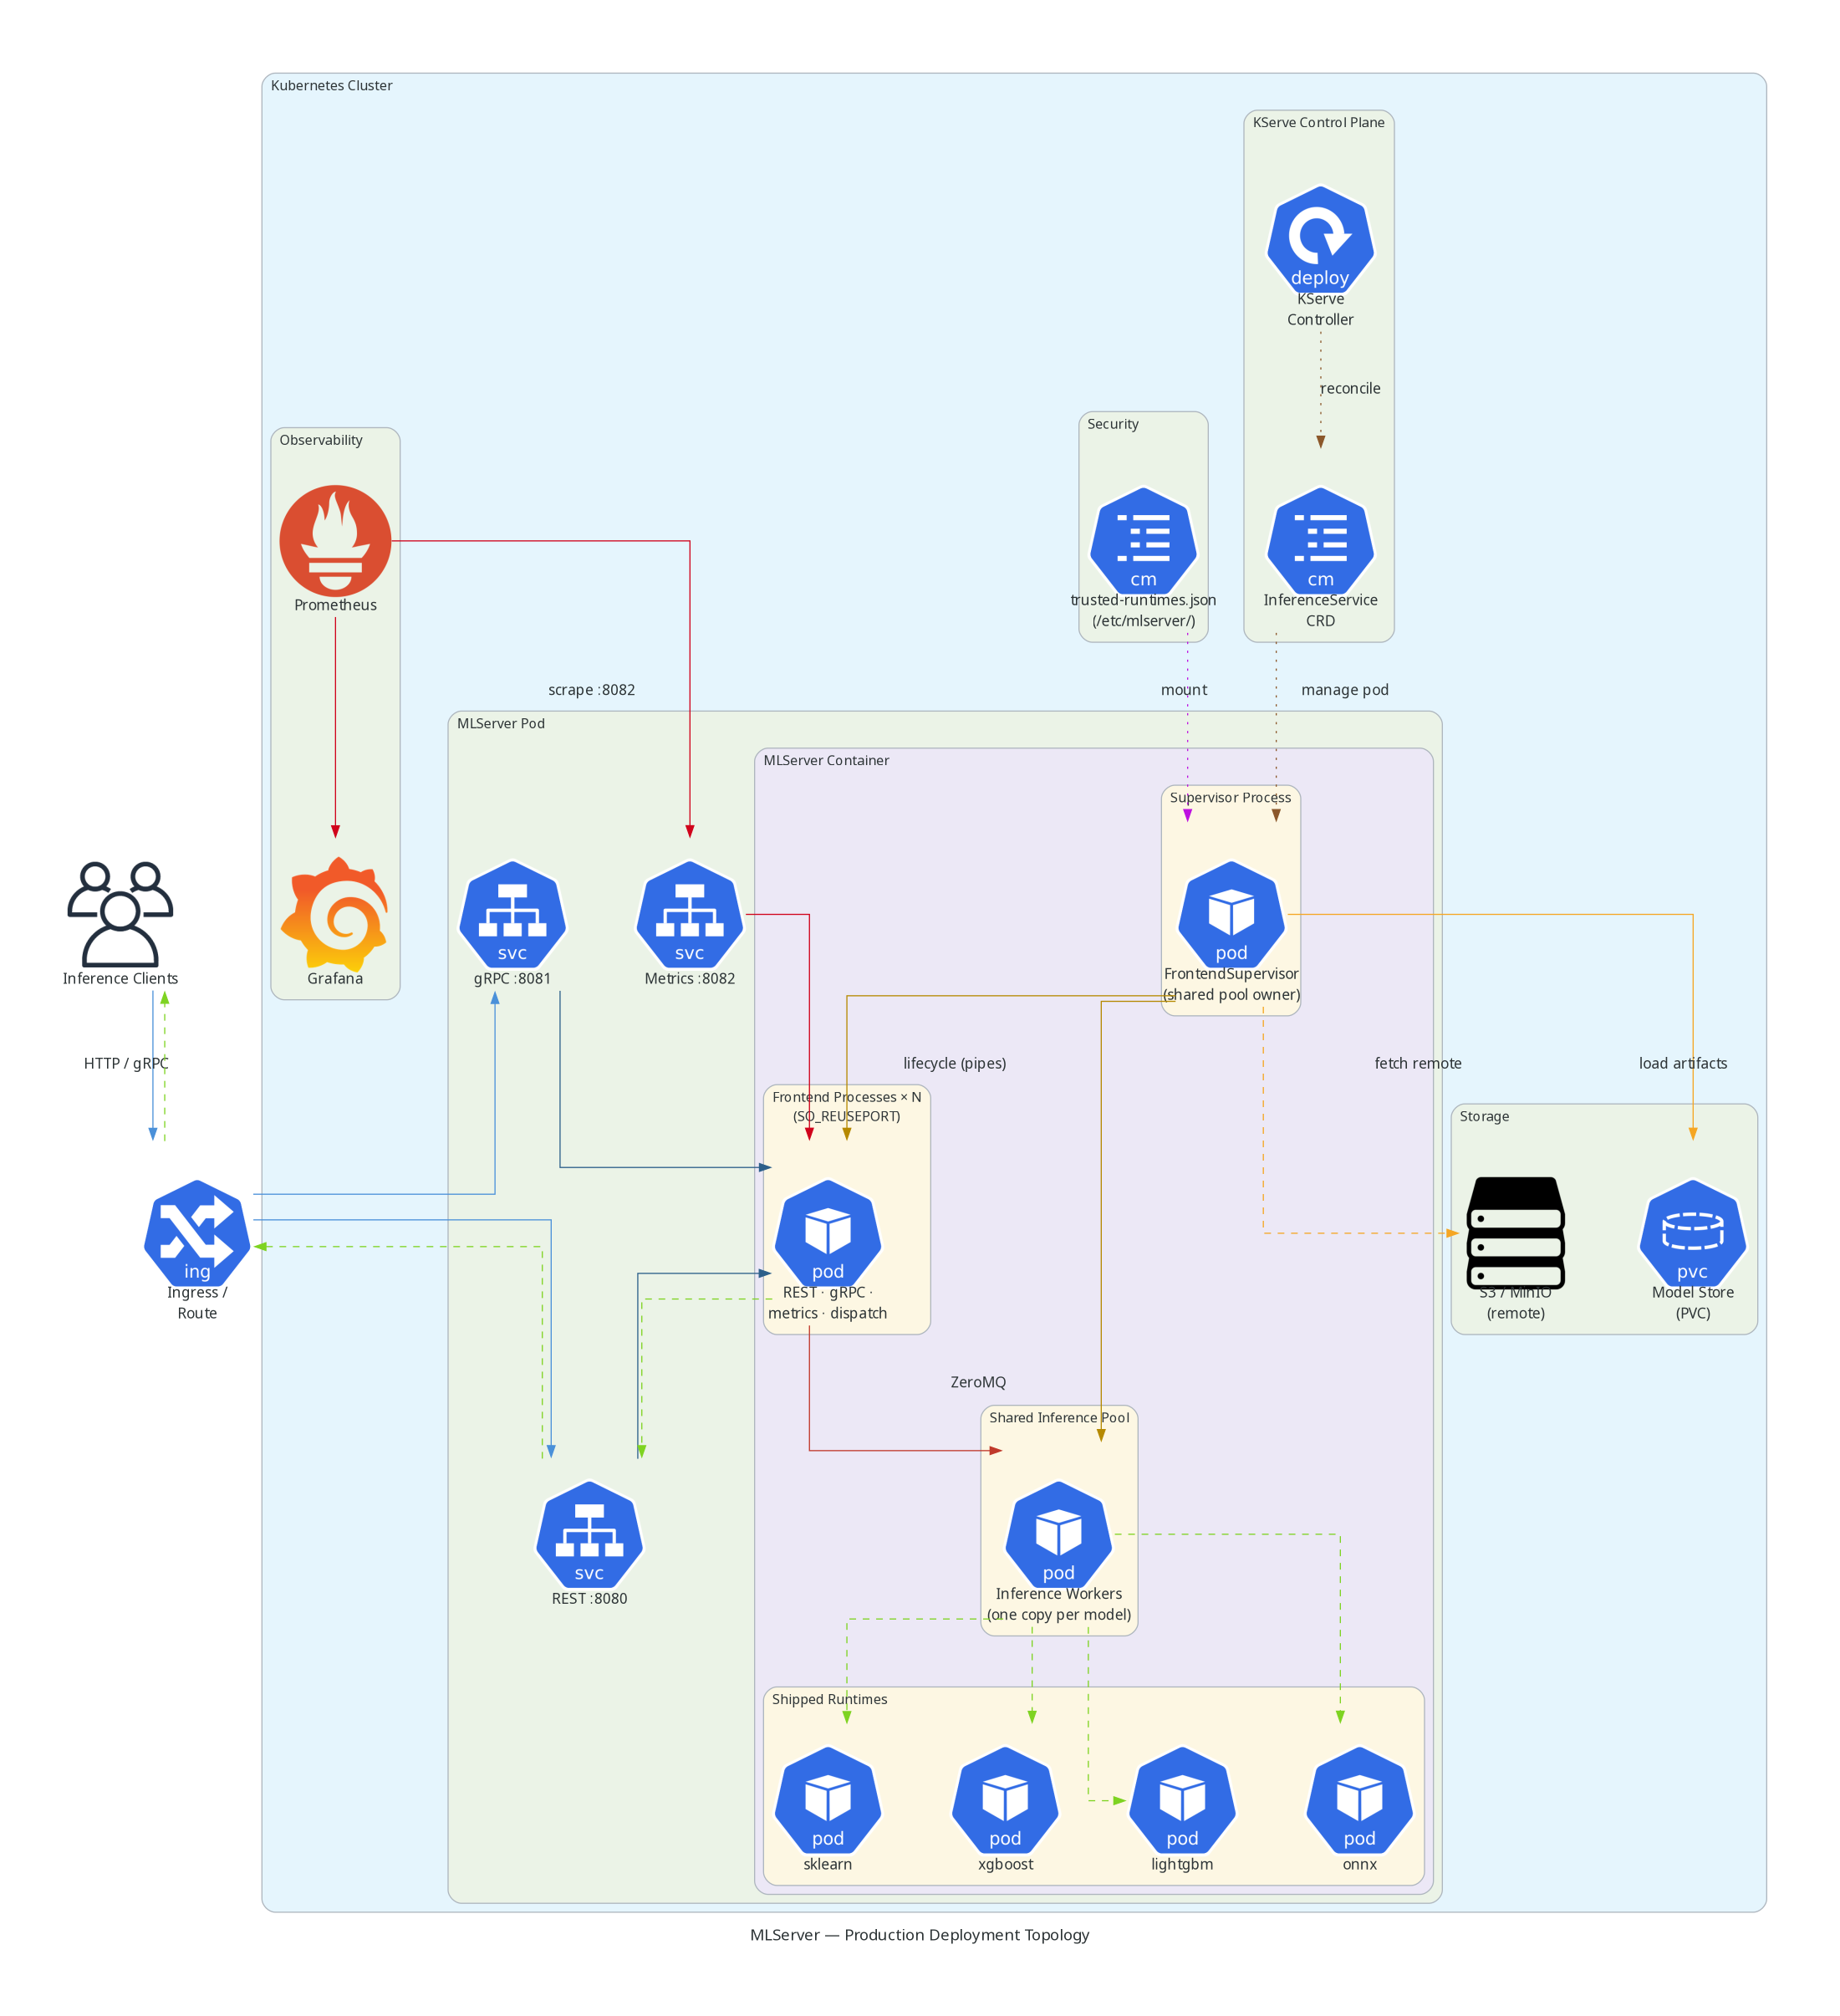 Kubernetes Cluster
KServe Control Plane
deploy
KServe
Controller
reconcile
Security
Observability
cm
trusted-runtimes.json
(/etc/mlserver/)
cm
InferenceService
CRD
Prometheus
scrape :8082
mount
manage pod
MLServer Pod
MLServer Container
Supervisor Process
svc
gRPC :8081
svc
Metrics :8082
pod
FrontendSupervisor
(shared pool owner)
Inference Clients
Grafana
HTTP / gRPC
lifecycle (pipes)
fetch remote
load artifacts
Frontend Processes × N
(SO_REUSEPORT)
Storage
ing
Ingress /
Route
pod
REST · gRPC ·
metrics · dispatch
S3 / MinIO
(remote)
pvc
Model Store
(PVC)
ZeroMQ
Shared Inference Pool
svc
REST :8080
pod
Inference Workers
(one copy per model)
Shipped Runtimes
pod
sklearn
pod
xgboost
pod
lightgbm
pod
onnx
MLServer — Production Deployment Topology